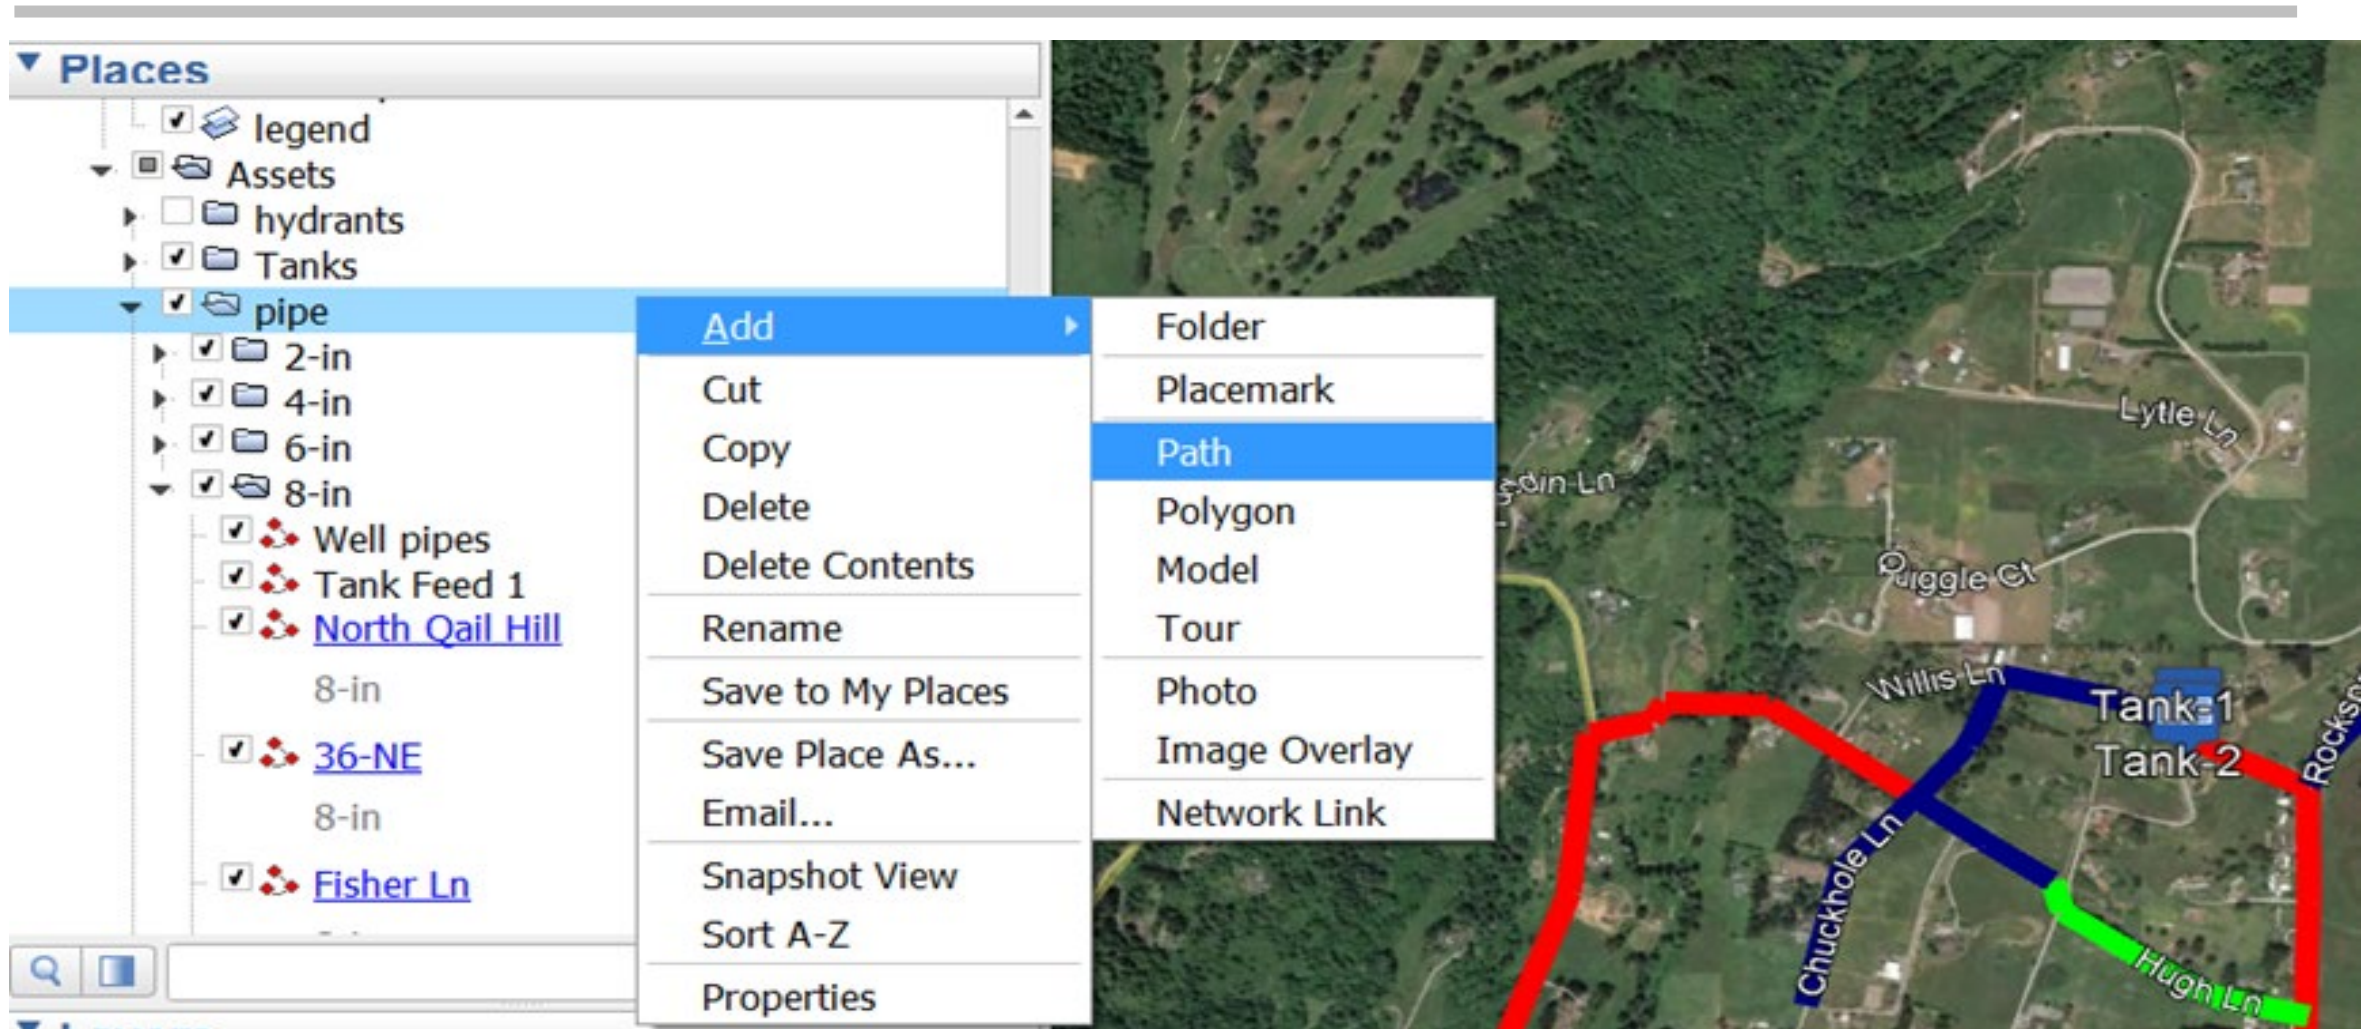 Places
legend
Assets
hydrants
Tanks
pipe
2-in
4-in
6-in
8-in
Well pipes
Tank Feed 1
North Qail Hill
8-in
36-NE
8-in
Fisher Ln
Add
Cut
Copy
Delete
Delete Contents
Rename
Save to My Places
Save Place As...
Email...
Snapshot View
Sort A-Z
Properties
Folder
Placemark
Path
Polygon
Model
Tour
Photo
Image Overlay
Network Link
Lytle Ln
Quiggle Ct
Willis Ln
Tank-1
Tank-2
Chuckhole Ln
Hugh Ln